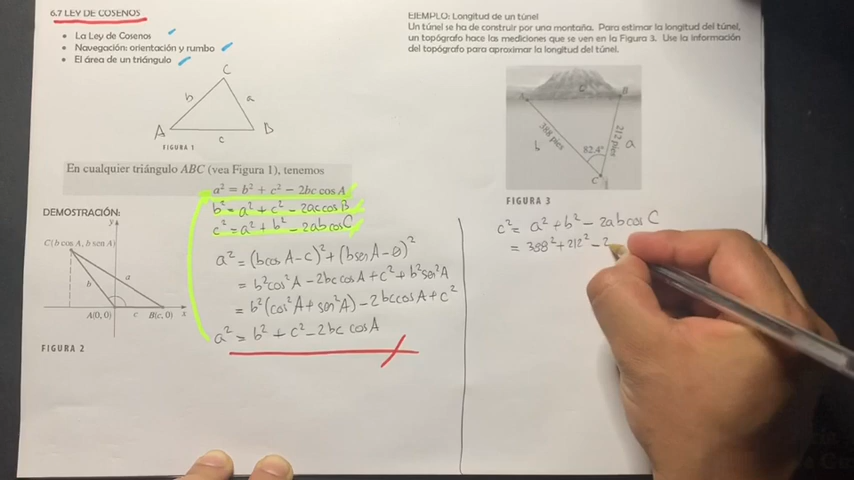 6.7 LEY DE COSENOS
La Ley de Cosenos
Navegación: orientación y rumbo
El área de un triángulo
C
b
a
A
c
B
FIGURA 1
En cualquier triángulo ABC (vea Figura 1), tenemos
a² = b² + c² − 2bc cos A
b² = a² + c² − 2ac cos B
c² = a² + b² − 2ab cos C
DEMOSTRACIÓN:
y
C(b cos A, b sen A)
b
a
A(0, 0)
c
B(c, 0)
x
FIGURA 2
a² = (b cos A − c)² + (b sen A − 0)²
= b² cos² A − 2bc cos A + c² + b² sen² A
= b² (cos² A + sen² A) − 2bc cos A + c²
a² = b² + c² − 2bc cos A
EJEMPLO: Longitud de un túnel
Un túnel se ha de construir por una montaña. Para estimar la longitud del túnel,
un topógrafo hace las mediciones que se ven en la Figura 3. Use la información
del topógrafo para aproximar la longitud del túnel.
A
c
B
388 pies
212 pies
b
82.4°
a
C
FIGURA 3
c² = a² + b² − 2ab cos C
= 388² + 212² − 2